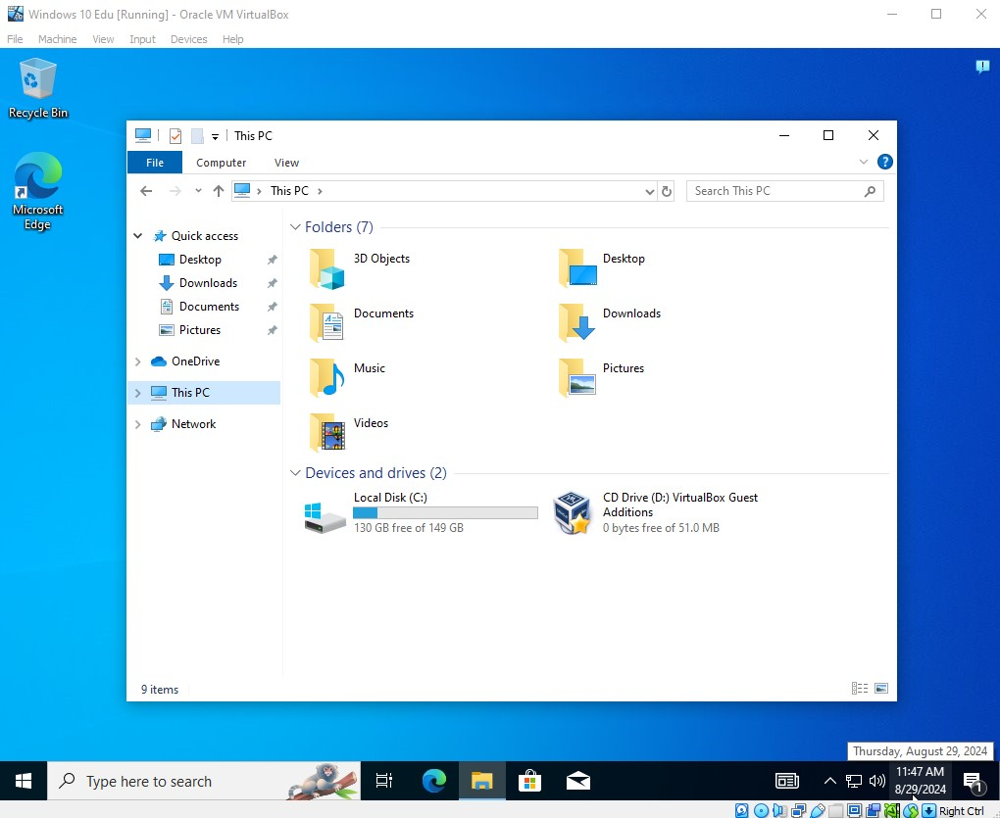 Windows 10 Edu [Running] - Oracle VM VirtualBox
File Machine View Input Devices Help
Recycle Bin
Microsoft
Edge
This PC
File Computer View
This PC
Search This PC
Quick access
Desktop
Downloads
Documents
Pictures
OneDrive
This PC
Network
Folders (7)
3D Objects
Desktop
Documents
Downloads
Music
Pictures
Videos
Devices and drives (2)
Local Disk (C:)
130 GB free of 149 GB
CD Drive (D:) VirtualBox Guest
Additions
0 bytes free of 51.0 MB
9 items
Thursday, August 29, 2024
Type here to search
11:47 AM
8/29/2024
1
Right Ctrl